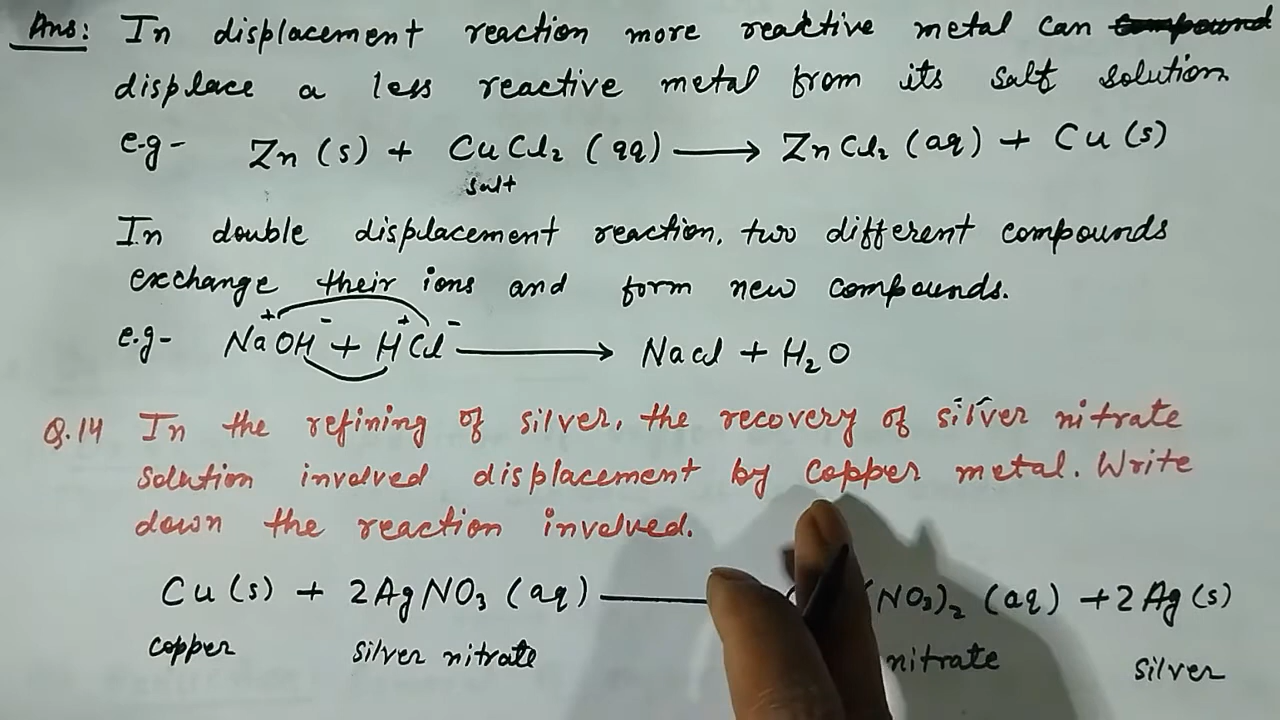 Ans: In displacement reaction more reactive metal can compound
displace a less reactive metal from its salt solution.
e.g- Zn (s) + CuCl₂ (aq) ⟶ ZnCl₂ (aq) + Cu (s)
salt
In double displacement reaction, two different compounds
exchange their ions and form new compounds.
e.g- Na⁺OH⁻ + H⁺Cl⁻ ⟶ Nacl + H₂O
Q.14 In the refining of silver, the recovery of silver nitrate
solution involved displacement by copper metal. Write
down the reaction involved.
Cu (s) + 2AgNO₃ (aq) ⟶ (NO₃)₂ (aq) + 2Ag (s)
copper silver nitrate nitrate silver